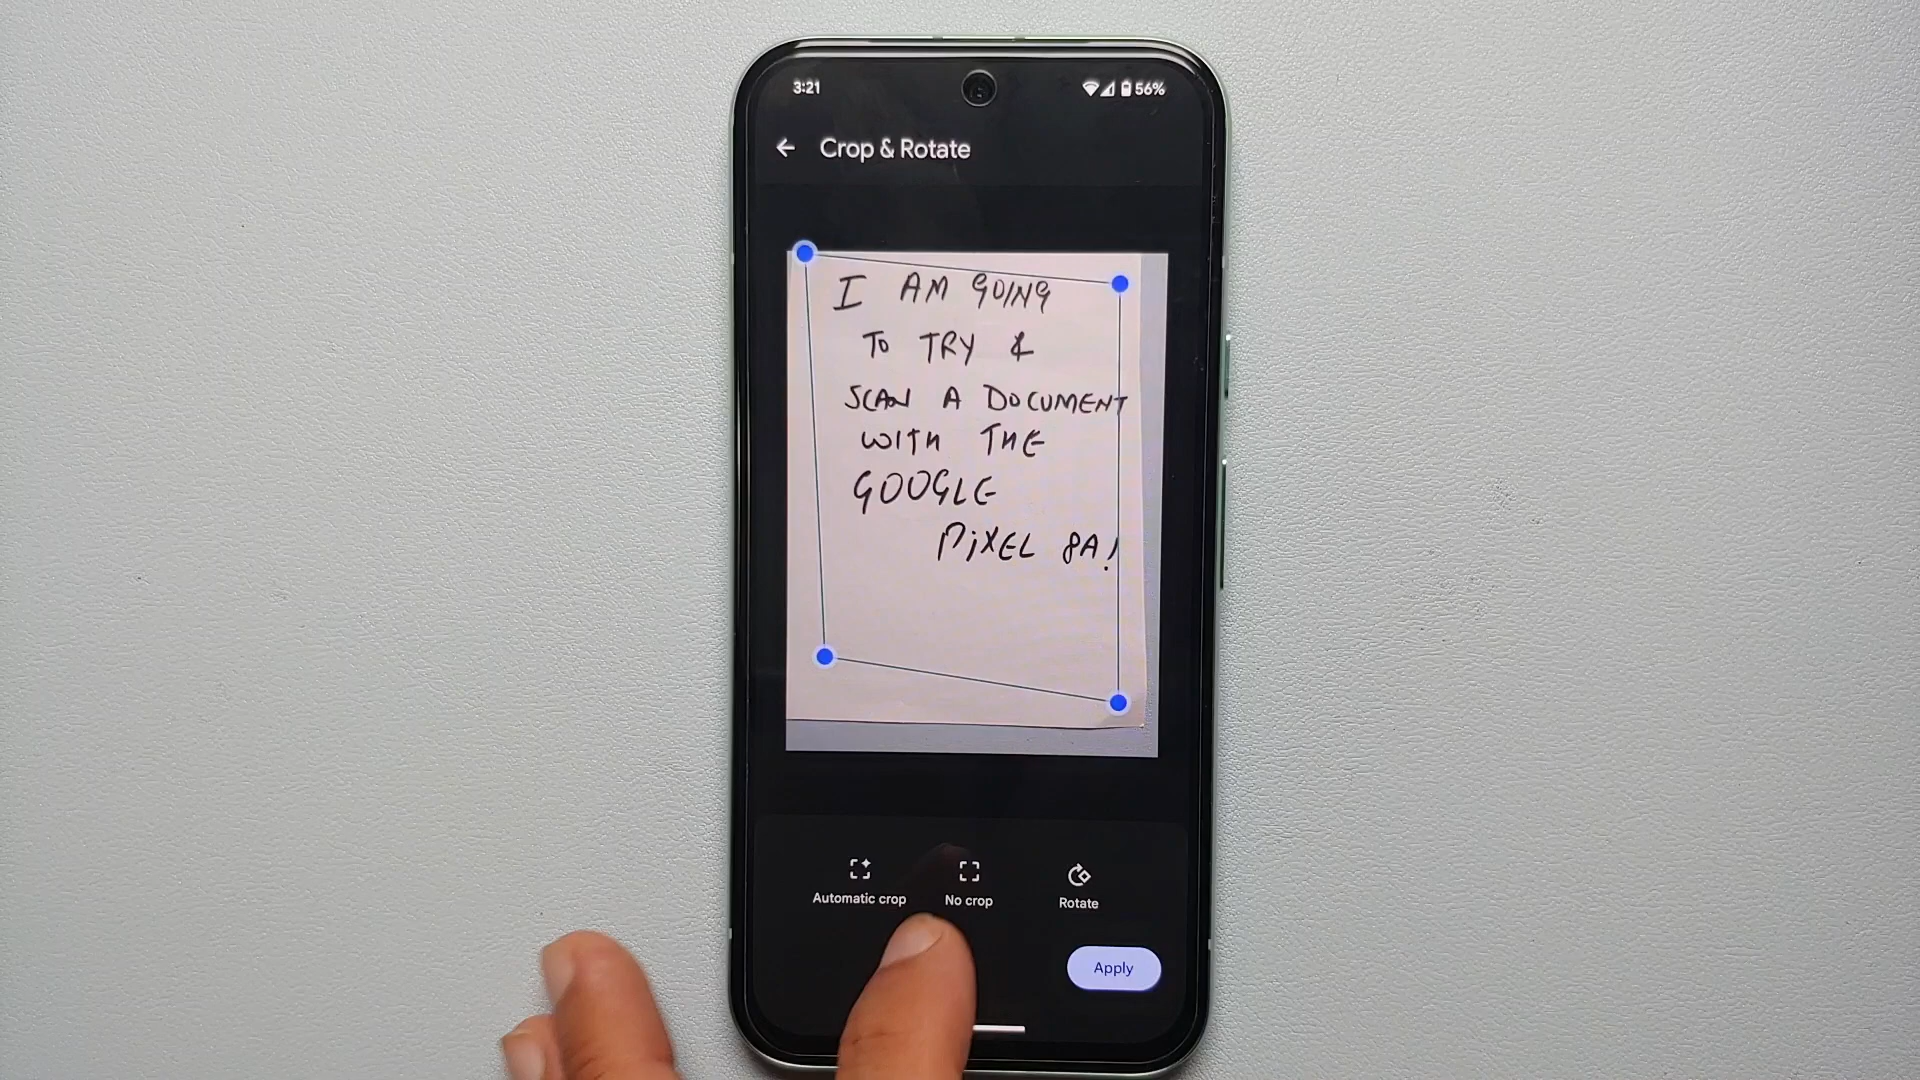 3:21
56%
Crop & Rotate
I AM GOING
TO TRY &
SCAN A DOCUMENT
WITH THE
GOOGLE
PIXEL 8A!
Automatic crop
No crop
Rotate
Apply